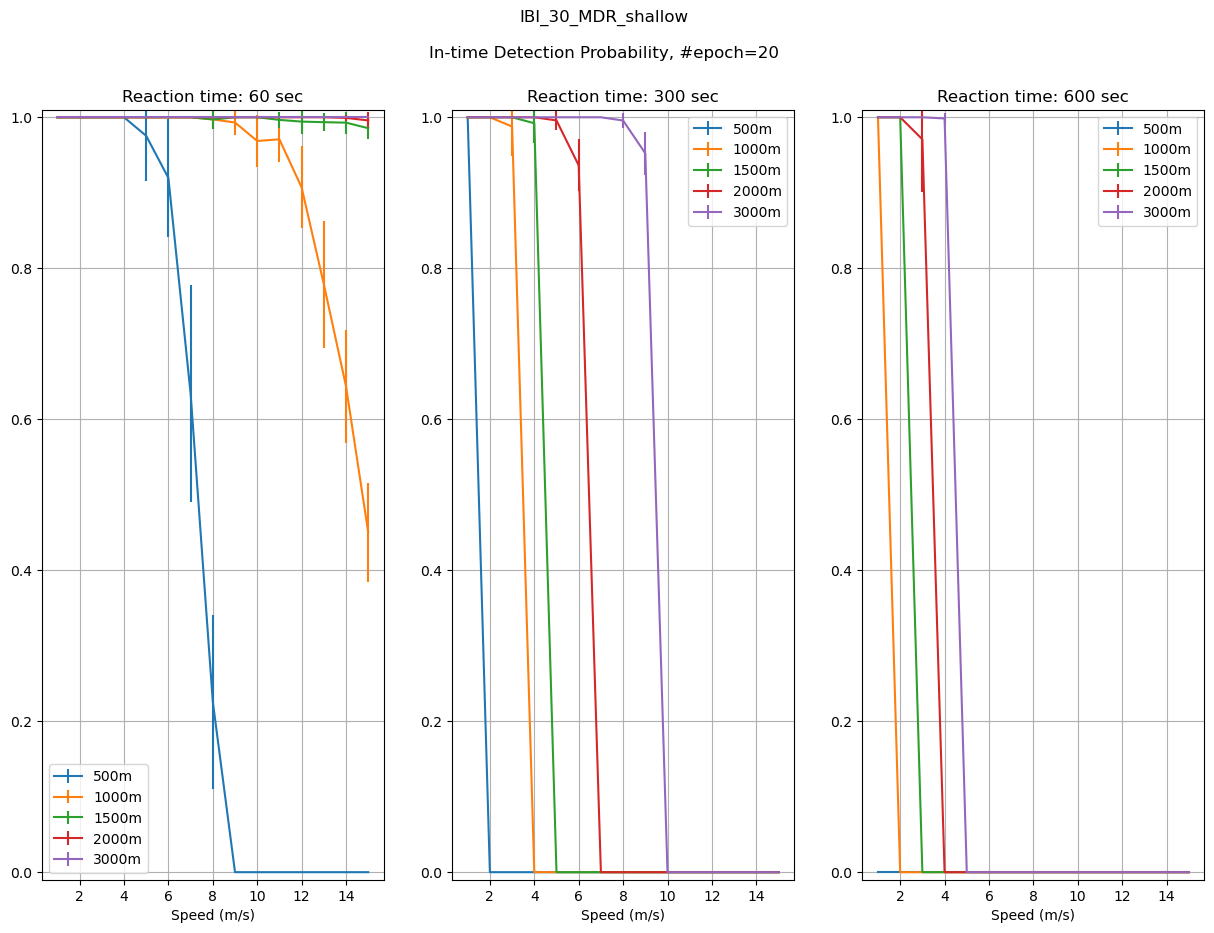 IBI_30_MDR_shallow
In-time Detection Probability, #epoch=20
Reaction time: 60 sec
1.0
0.8
0.6
0.4
0.2
0.0
500m
1000m
1500m
2000m
3000m
2 4 6 8 10 12 14
Speed (m/s)
Reaction time: 300 sec
1.0
0.8
0.6
0.4
0.2
0.0
500m
1000m
1500m
2000m
3000m
2 4 6 8 10 12 14
Speed (m/s)
Reaction time: 600 sec
1.0
0.8
0.6
0.4
0.2
0.0
500m
1000m
1500m
2000m
3000m
2 4 6 8 10 12 14
Speed (m/s)